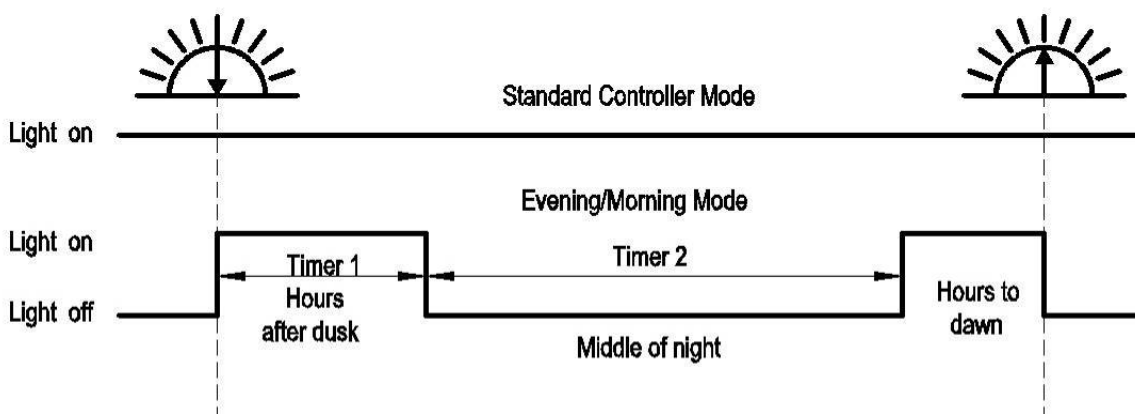 Standard Controller Mode
Light on
Evening/Morning Mode
Light on
Timer 1
Hours
after dusk
Timer 2
Light off
Middle of night
Hours to
dawn